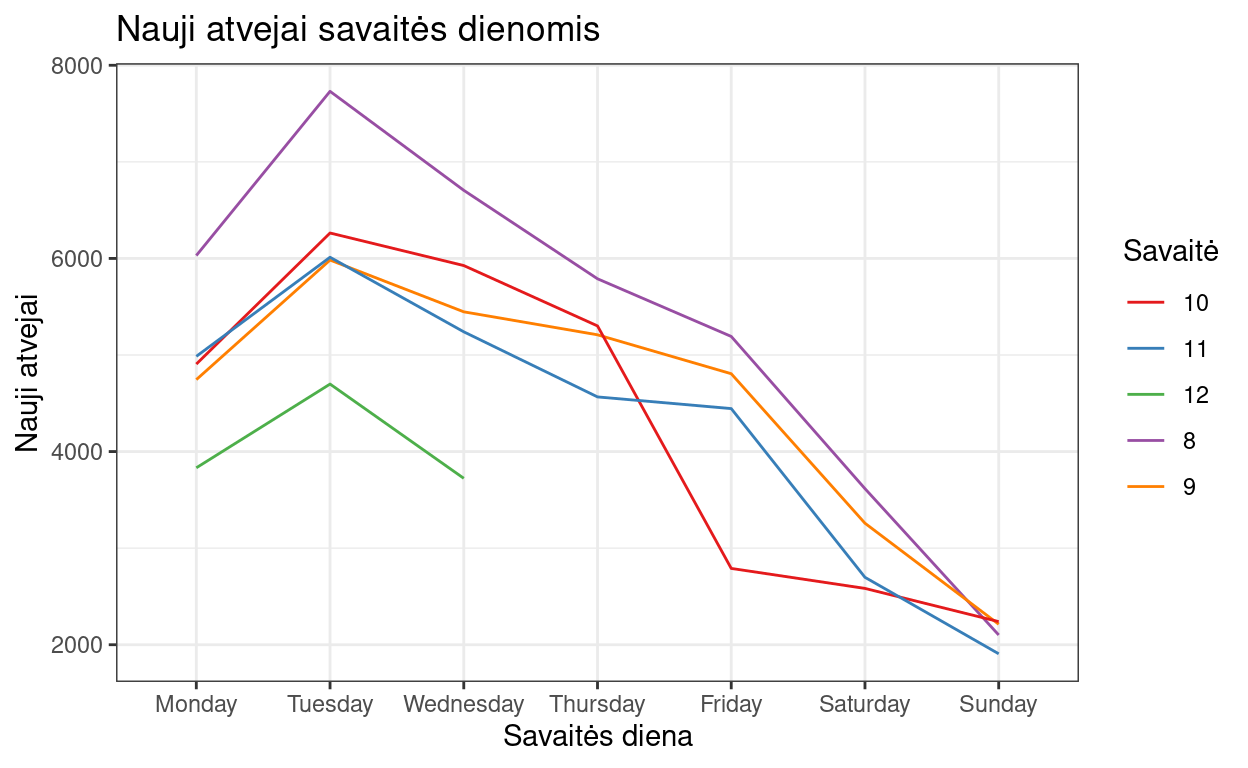 Nauji atvejai savaitės dienomis
Nauji atvejai
8000
6000
4000
2000
Monday Tuesday Wednesday Thursday Friday Saturday Sunday
Savaitės diena
Savaitė
10
11
12
8
9